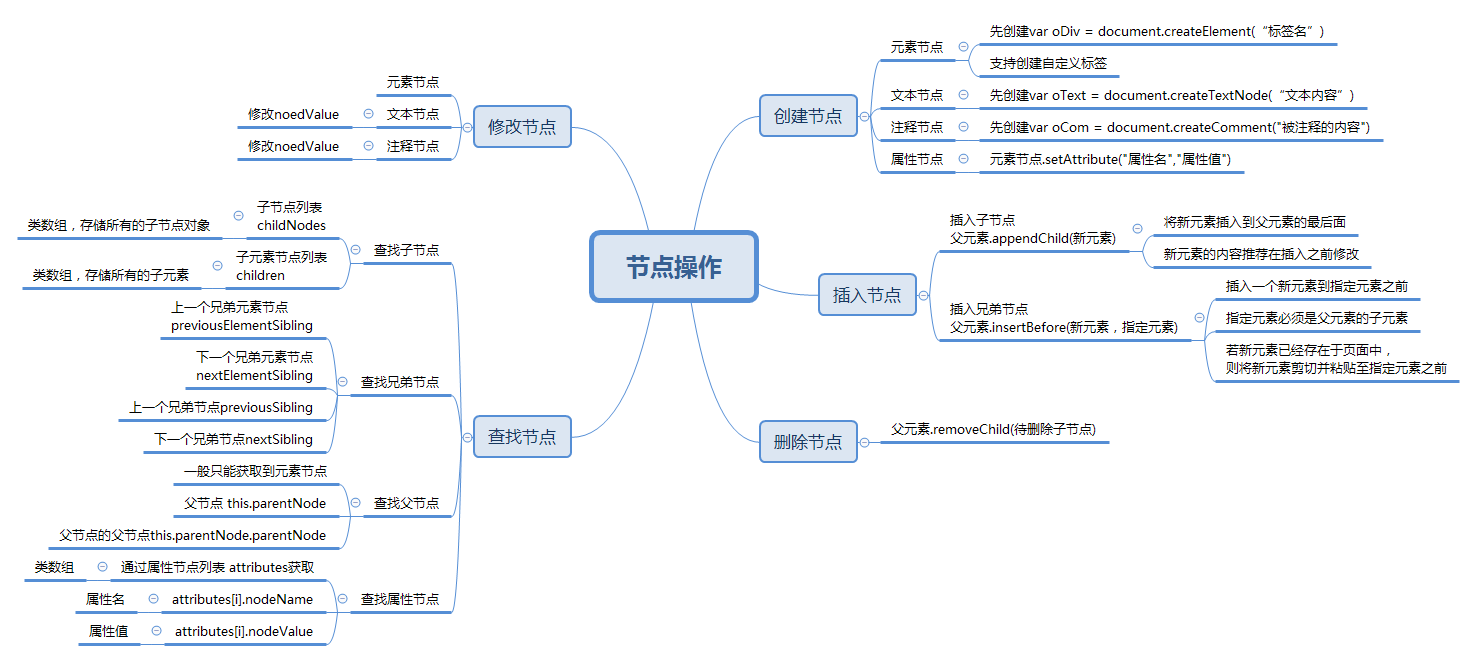 节点操作
创建节点
元素节点
先创建var oDiv = document.createElement(“标签名”)
支持创建自定义标签
文本节点
先创建var oText = document.createTextNode(“文本内容”)
注释节点
先创建var oCom = document.createComment("被注释的内容")
属性节点
元素节点.setAttribute("属性名","属性值")
插入节点
插入子节点
父元素.appendChild(新元素)
将新元素插入到父元素的最后面
新元素的内容推荐在插入之前修改
插入兄弟节点
父元素.insertBefore(新元素，指定元素)
插入一个新元素到指定元素之前
指定元素必须是父元素的子元素
若新元素已经存在于页面中，
则将新元素剪切并粘贴至指定元素之前
删除节点
父元素.removeChild(待删除子节点)
修改节点
元素节点
文本节点
修改noedValue
注释节点
修改noedValue
查找节点
查找子节点
子节点列表
childNodes
类数组，存储所有的子节点对象
子元素节点列表
children
类数组，存储所有的子元素
查找兄弟节点
上一个兄弟元素节点
previousElementSibling
下一个兄弟元素节点
nextElementSibling
上一个兄弟节点previousSibling
下一个兄弟节点nextSibling
查找父节点
一般只能获取到元素节点
父节点 this.parentNode
父节点的父节点this.parentNode.parentNode
查找属性节点
通过属性节点列表 attributes获取
类数组
attributes[i].nodeName
属性名
attributes[i].nodeValue
属性值